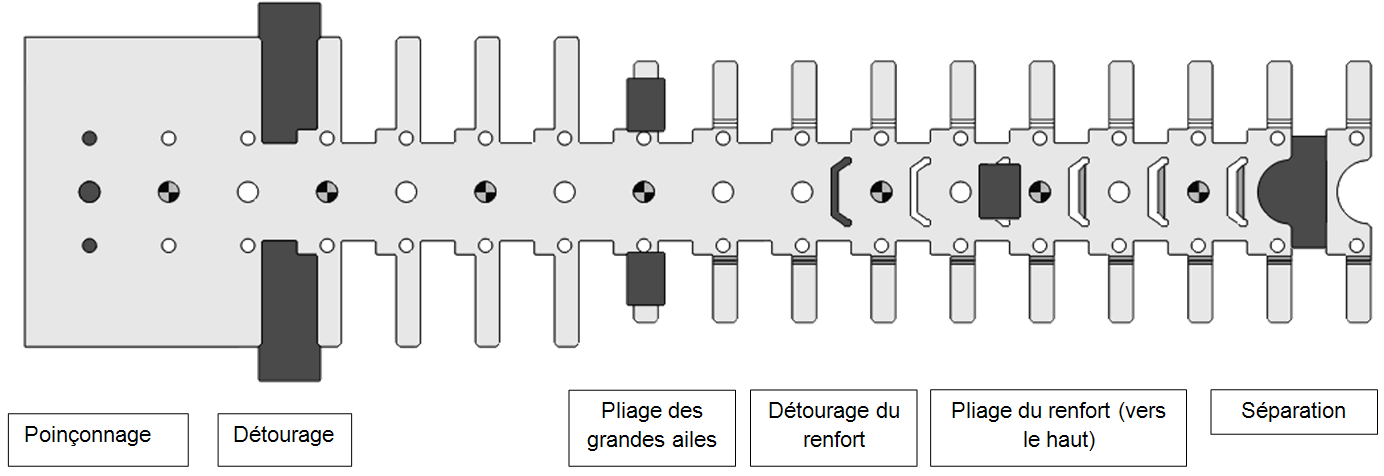 Poinçonnage
Détourage
Pliage des
grandes ailes
Détourage du
renfort
Pliage du renfort (vers
le haut)
Séparation